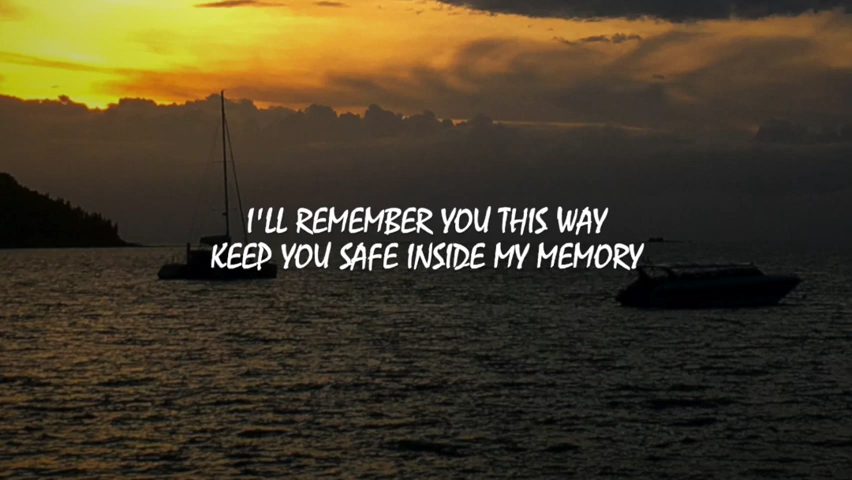 I'LL REMEMBER YOU THIS WAY
KEEP YOU SAFE INSIDE MY MEMORY